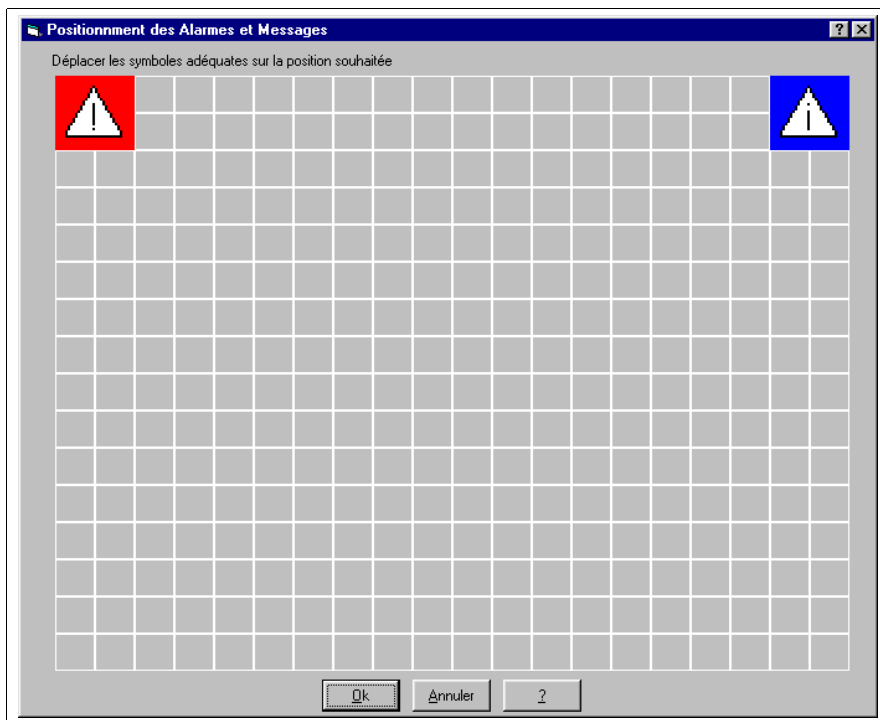 Positionnment des Alarmes et Messages
Déplacer les symboles adéquates sur la position souhaitée
! i
Ok Annuler ?